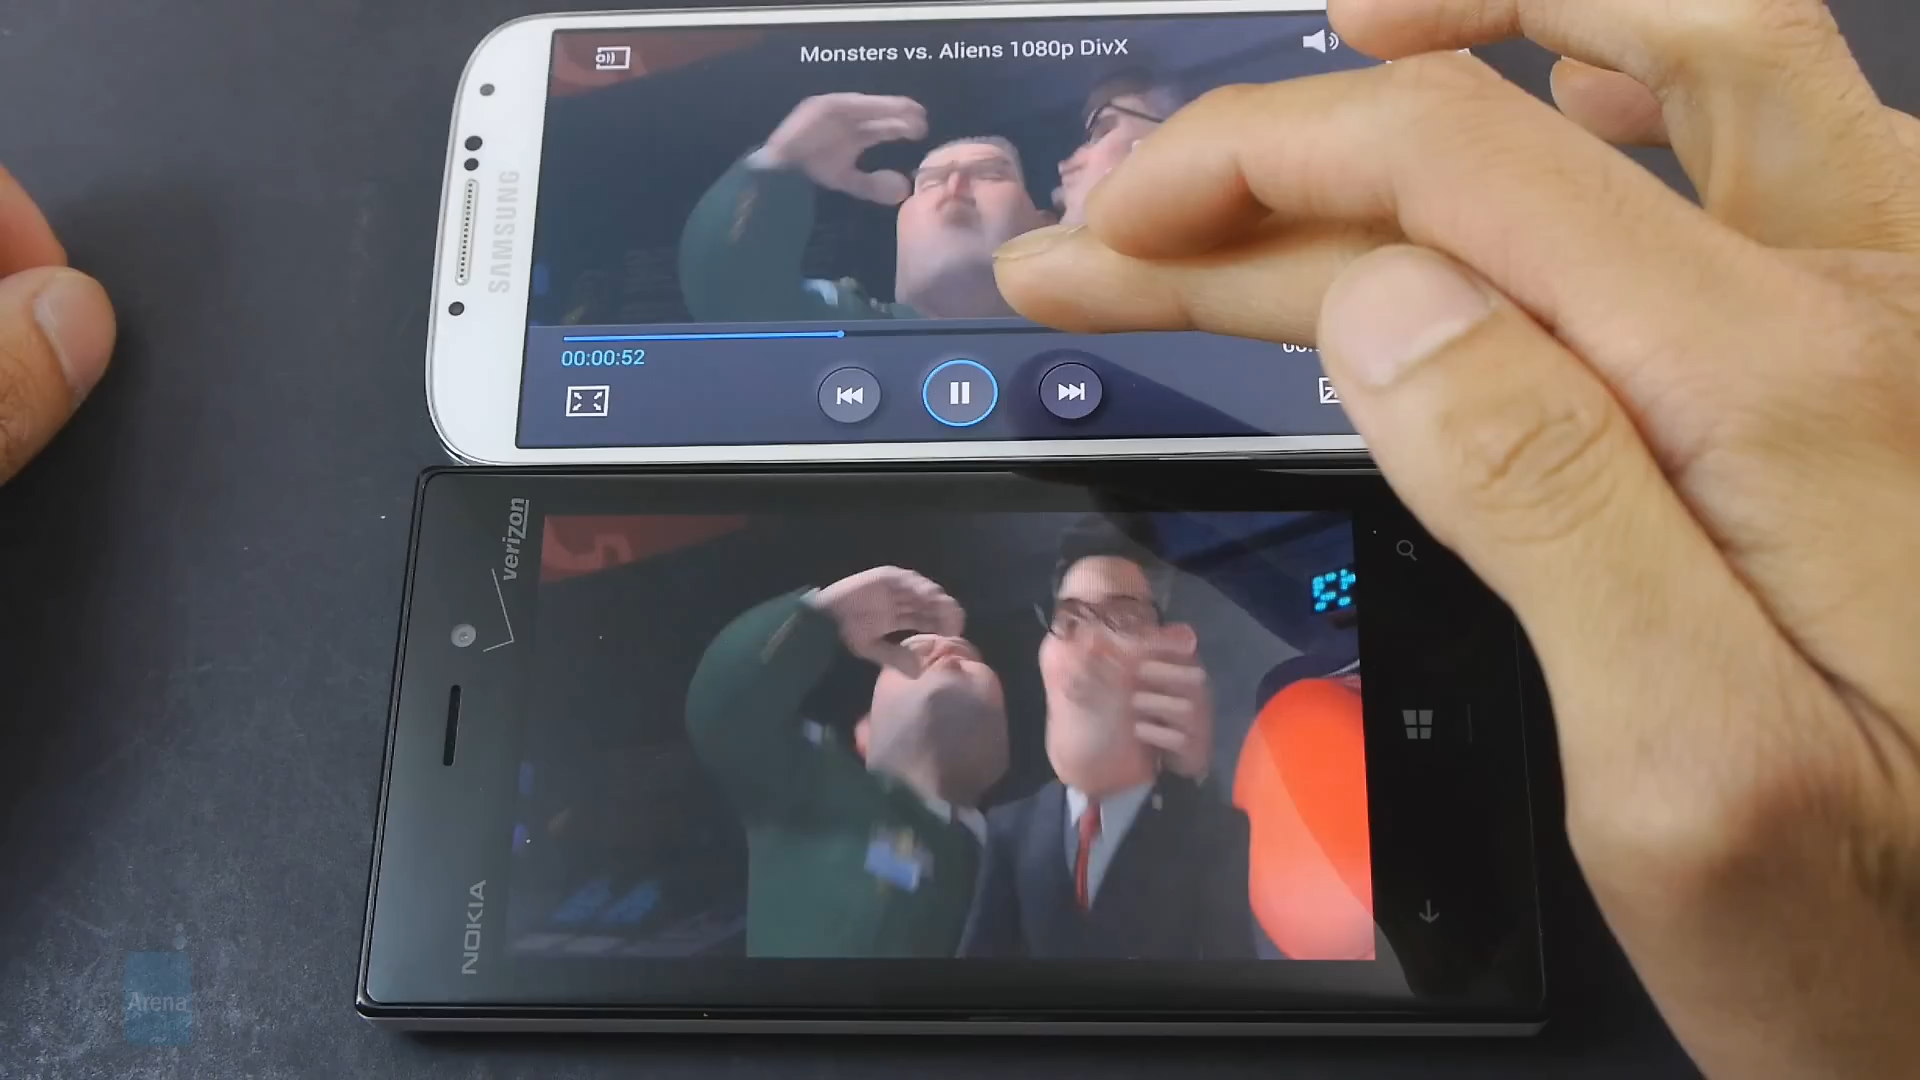 Monsters vs. Aliens 1080p DivX
SAMSUNG
00:00:52
verizon
NOKIA
Arena